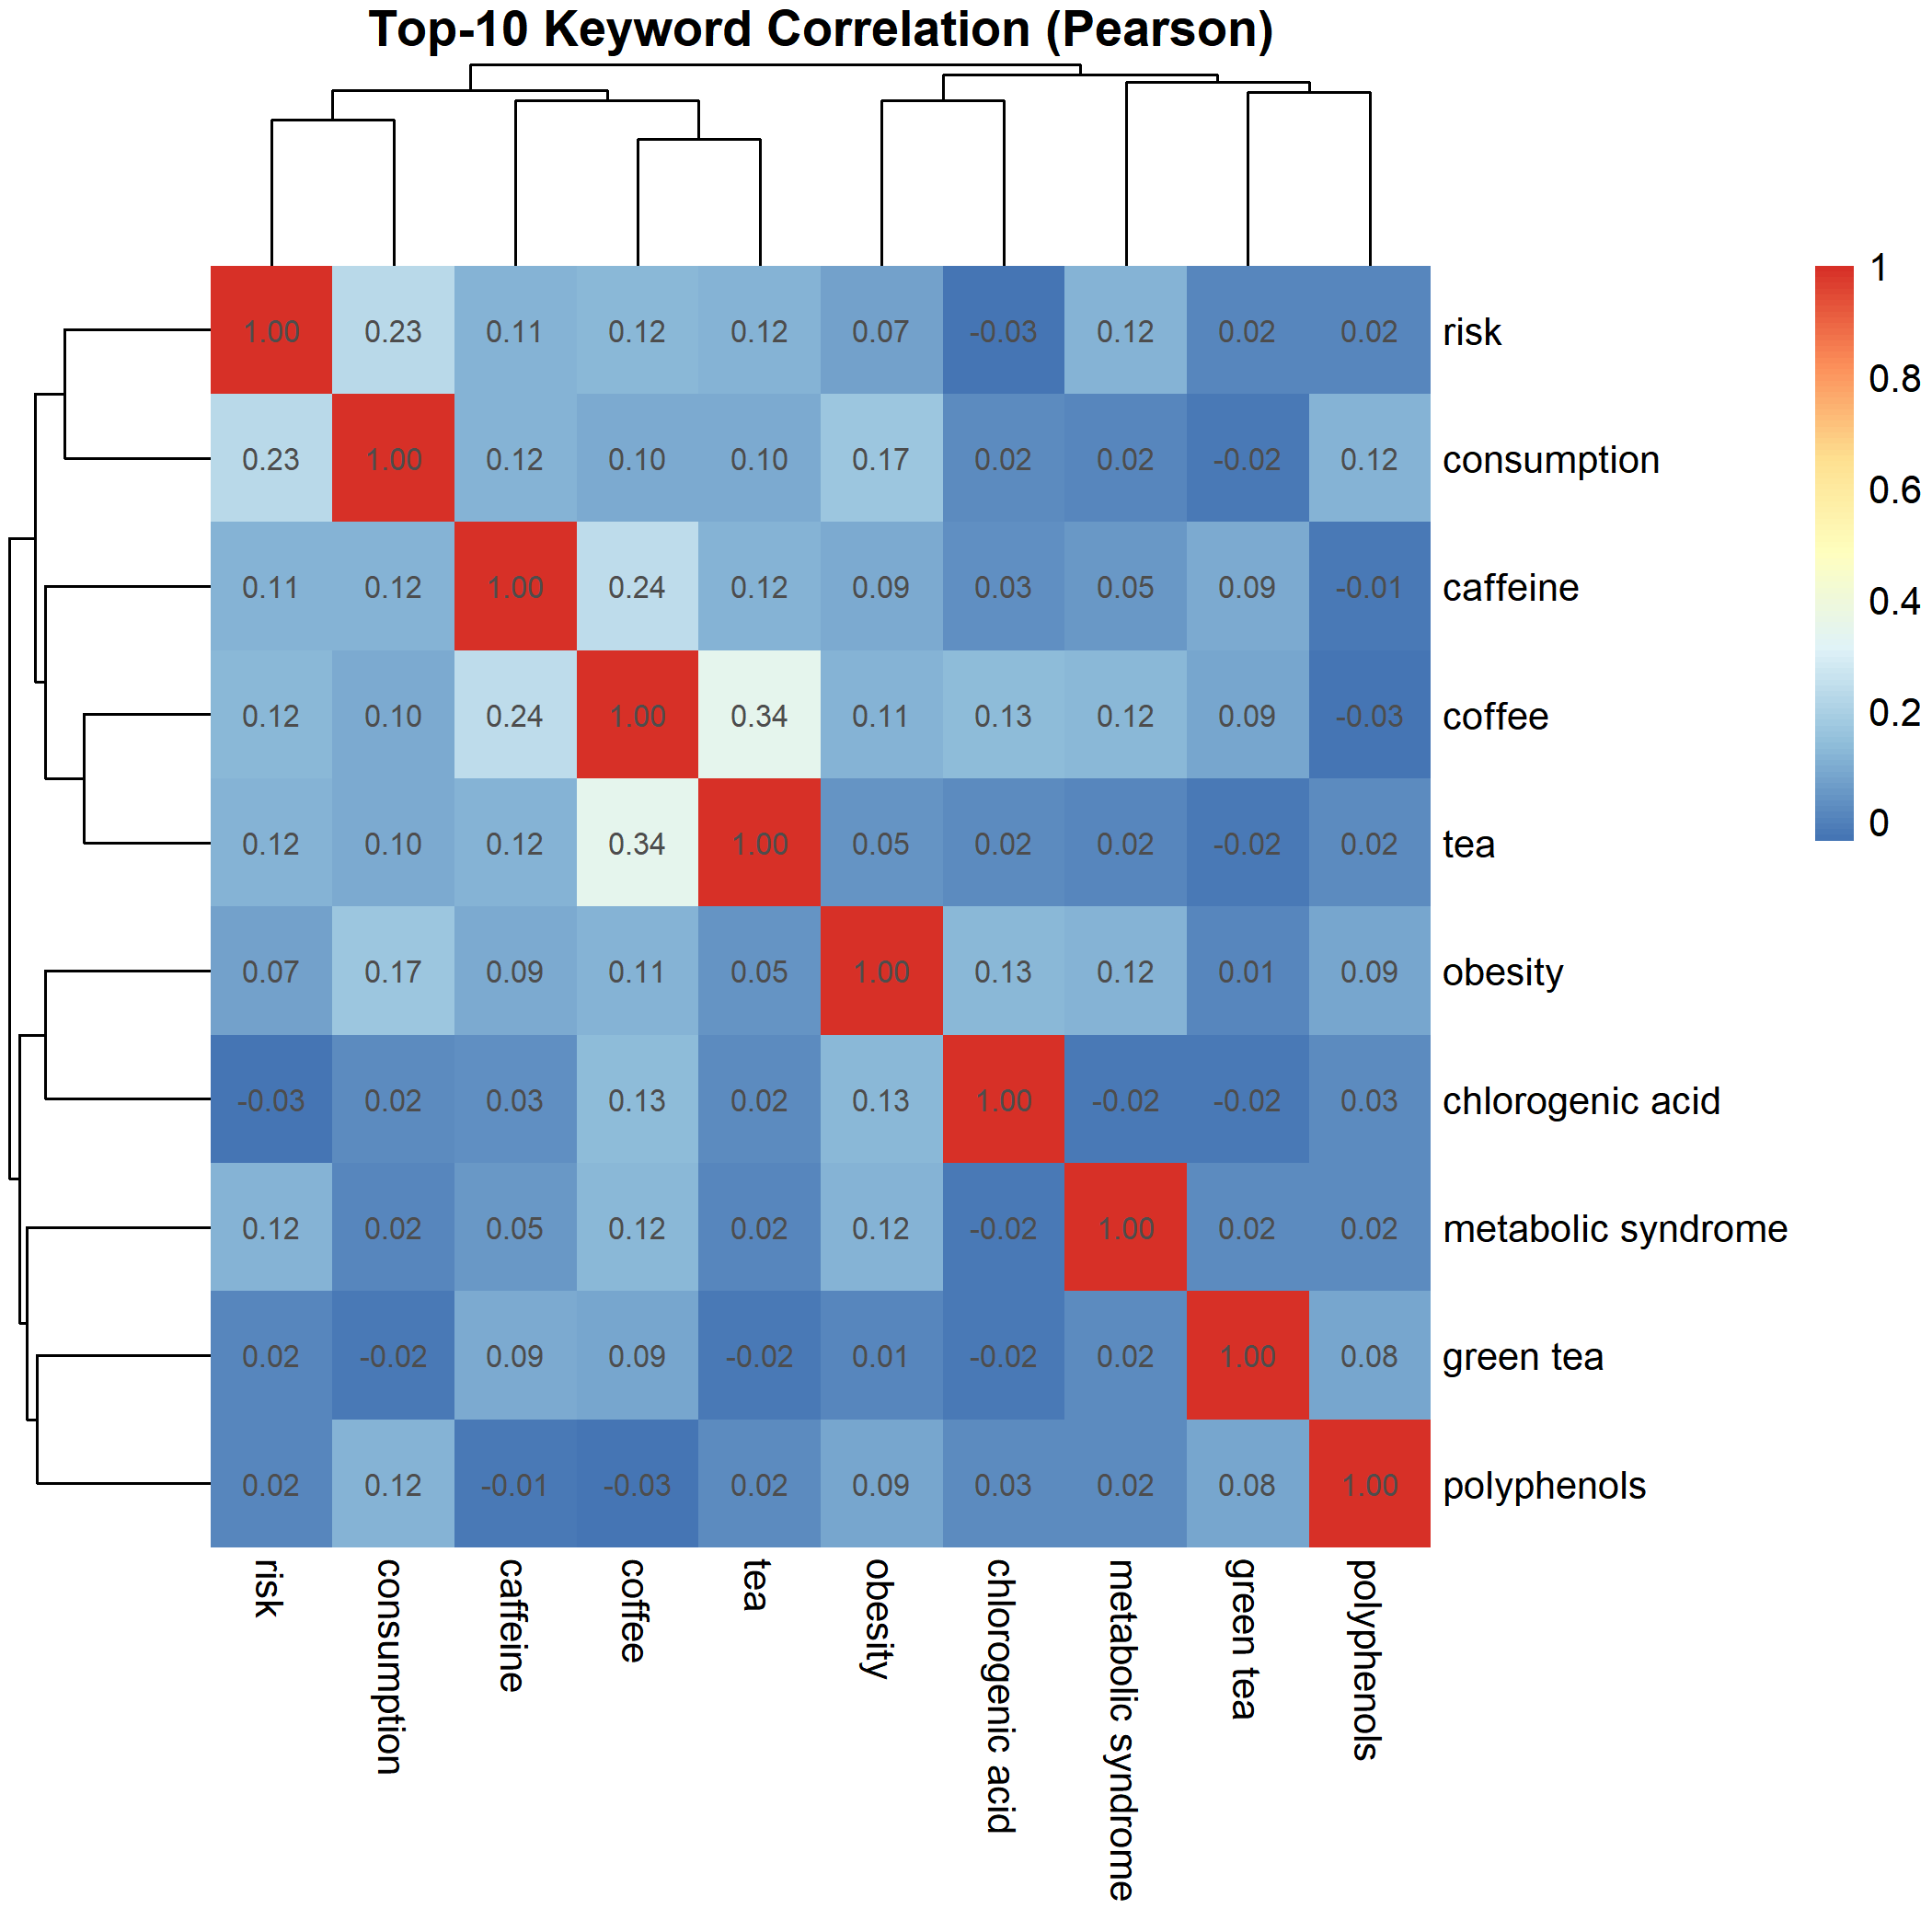 Top-10 Keyword Correlation (Pearson)
1.00 0.23 0.11 0.12 0.12 0.07 -0.03 0.12 0.02 0.02 risk
0.23 1.00 0.12 0.10 0.10 0.17 0.02 0.02 -0.02 0.12 consumption
0.11 0.12 1.00 0.24 0.12 0.09 0.03 0.05 0.09 -0.01 caffeine
0.12 0.10 0.24 1.00 0.34 0.11 0.13 0.12 0.09 -0.03 coffee
0.12 0.10 0.12 0.34 1.00 0.05 0.02 0.02 -0.02 0.02 tea
0.07 0.17 0.09 0.11 0.05 1.00 0.13 0.12 0.01 0.09 obesity
-0.03 0.02 0.03 0.13 0.02 0.13 1.00 -0.02 -0.02 0.03 chlorogenic acid
0.12 0.02 0.05 0.12 0.02 0.12 -0.02 1.00 0.02 0.02 metabolic syndrome
0.02 -0.02 0.09 0.09 -0.02 0.01 -0.02 0.02 1.00 0.08 green tea
0.02 0.12 -0.01 -0.03 0.02 0.09 0.03 0.02 0.08 1.00 polyphenols
risk
consumption
caffeine
coffee
tea
obesity
chlorogenic acid
metabolic syndrome
green tea
polyphenols
1
0.8
0.6
0.4
0.2
0